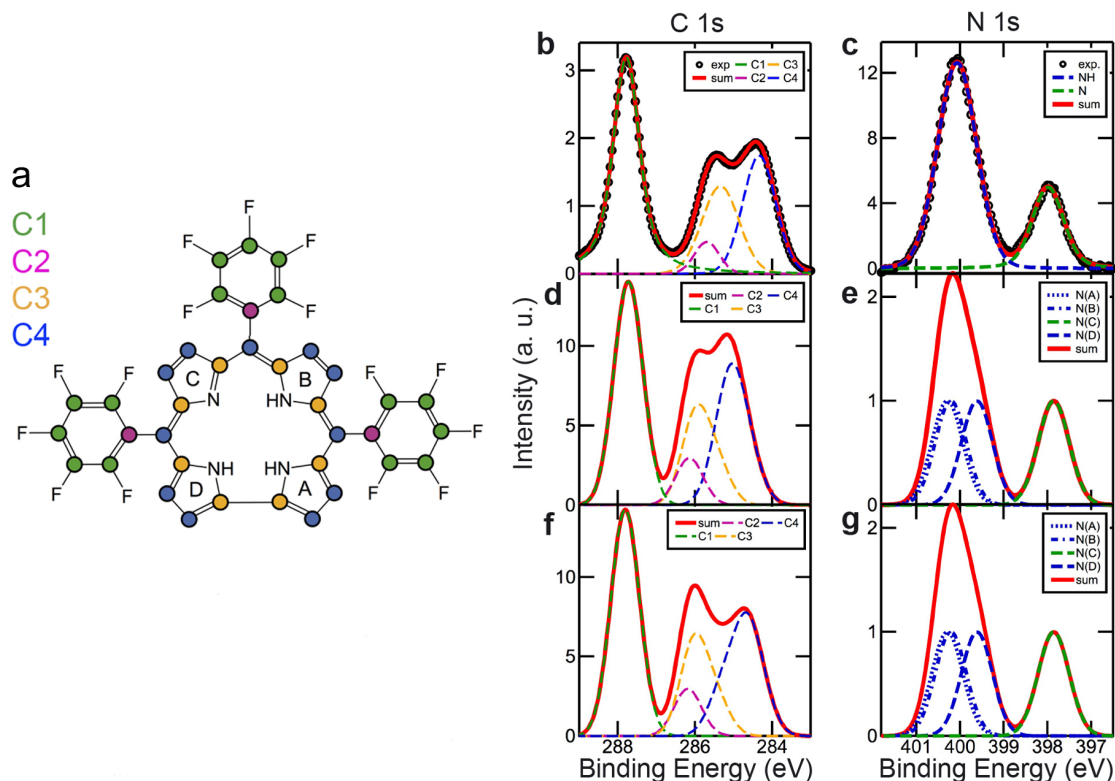 a
C1
C2
C3
C4
F
F
F
F
F
C
B
N
HN
F
F
F
F
F
F
F
F
F
F
NH
HN
D
A
C 1s
N 1s
Intensity (a. u.)
b
exp
C1
C3
sum
C2
C4
3
2
1
0
c
exp.
NH
N
sum
12
8
4
0
d
sum
C2
C4
C1
C3
10
5
0
e
N(A)
N(B)
N(C)
N(D)
sum
2
1
0
f
sum
C2
C4
C1
C3
10
5
0
288
286
284
Binding Energy (eV)
g
N(A)
N(B)
N(C)
N(D)
sum
2
1
0
401
400
399
398
397
Binding Energy (eV)